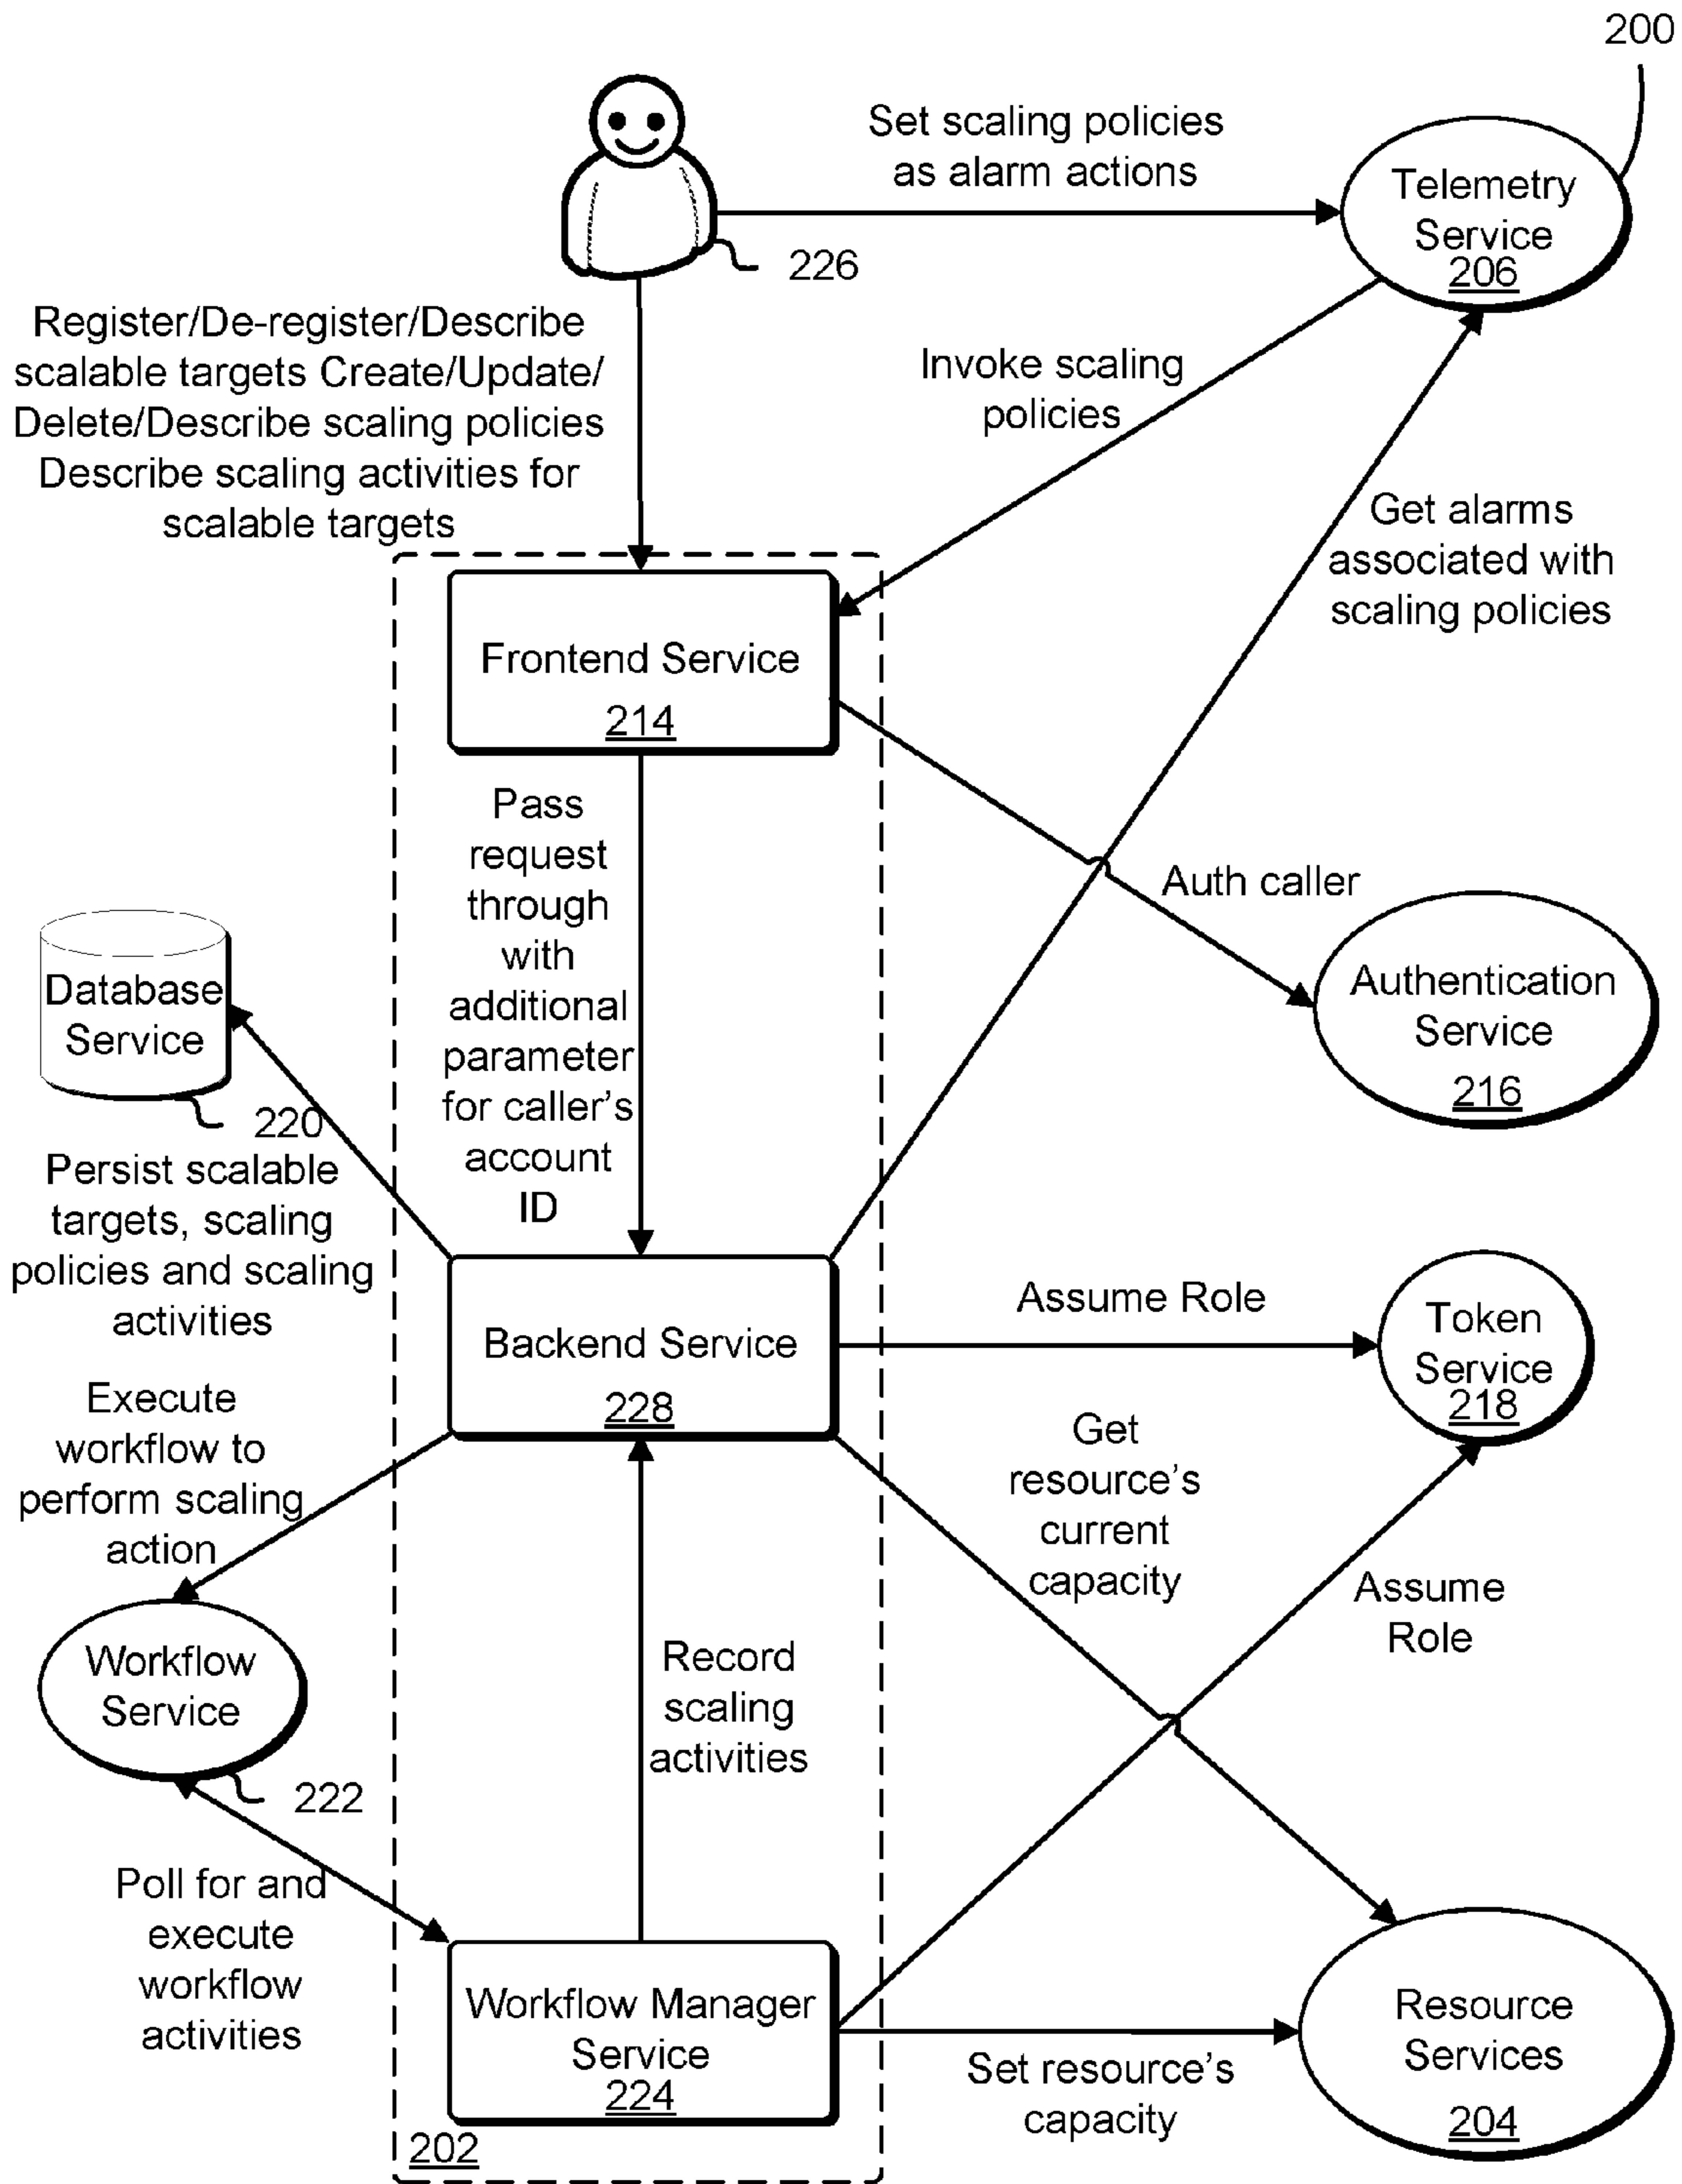 200
Set scaling policies
as alarm actions
Telemetry
Service
206
226
Register/De-register/Describe
scalable targets Create/Update/
Delete/Describe scaling policies
Describe scaling activities for
scalable targets
Invoke scaling
policies
Get alarms
associated with
scaling policies
Frontend Service
214
Pass
request
through
with
additional
parameter
for caller's
account
ID
Auth caller
Authentication
Service
216
Database
Service
220
Persist scalable
targets, scaling
policies and scaling
activities
Backend Service
228
Assume Role
Token
Service
218
Execute
workflow to
perform scaling
action
Get
resource's
current
capacity
Assume
Role
Workflow
Service
222
Record
scaling
activities
Poll for and
execute
workflow
activities
Workflow Manager
Service
224
202
Set resource's
capacity
Resource
Services
204